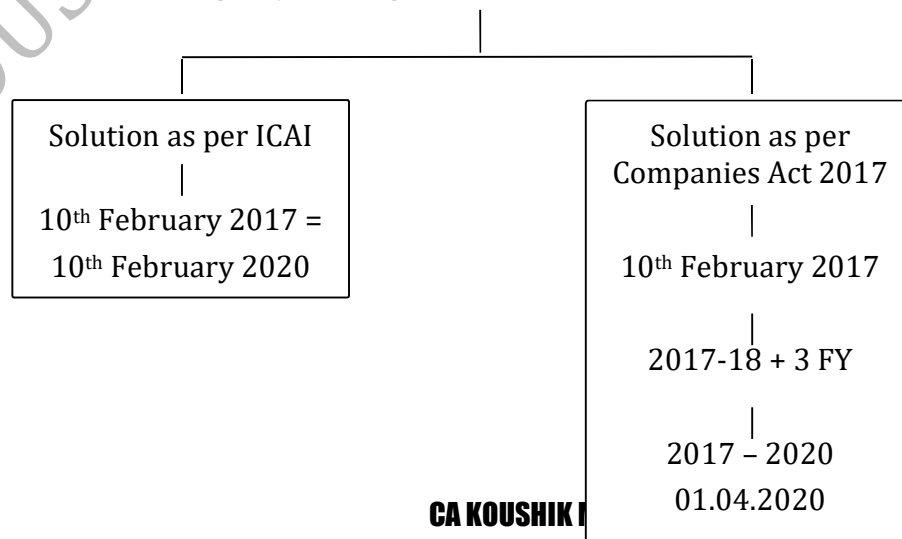 Solution as per ICAI
10th February 2017 =
10th February 2020
Solution as per
Companies Act 2017
10th February 2017
2017-18 + 3 FY
2017 – 2020
01.04.2020
CA KOUSHIK